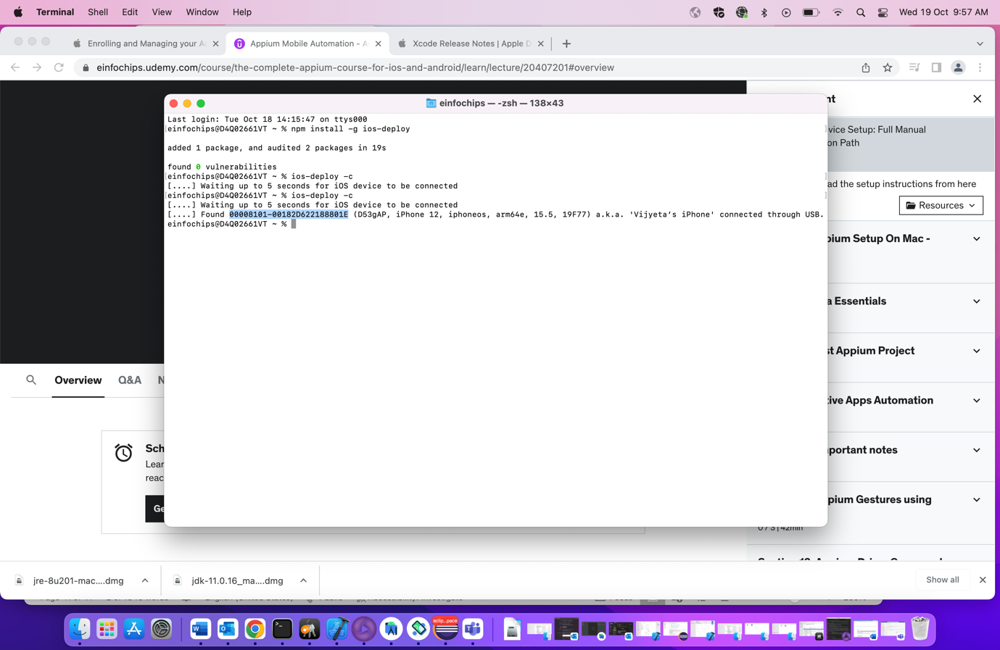 Terminal Shell Edit View Window Help Wed 19 Oct 9:57 AM
Enrolling and Managing your A Appium Mobile Automation - A Xcode Release Notes | Apple D
einfochips.udemy.com/course/the-complete-appium-course-for-ios-and-android/learn/lecture/20407201#overview
einfochips — -zsh — 138×43
Last login: Tue Oct 18 14:15:47 on ttys000
[einfochips@D4Q02661VT ~ % npm install -g ios-deploy ]
added 1 package, and audited 2 packages in 19s
found 0 vulnerabilities
[einfochips@D4Q02661VT ~ % ios-deploy -c ]
[....] Waiting up to 5 seconds for iOS device to be connected
[einfochips@D4Q02661VT ~ % ios-deploy -c ]
[....] Waiting up to 5 seconds for iOS device to be connected
[....] Found 00008101-00182D622188801E (D53gAP, iPhone 12, iphoneos, arm64e, 15.5, 19F77) a.k.a. 'Vijyeta’s iPhone' connected through USB.
einfochips@D4Q02661VT ~ %
nt
vice Setup: Full Manual
on Path
ad the setup instructions from here
Resources
ium Setup On Mac -
a Essentials
st Appium Project
tive Apps Automation
portant notes
pium Gestures using
0 / 3 | 42min
Overview Q&A N
Sch
Lear
reac
Ge
jre-8u201-mac....dmg jdk-11.0.16_ma....dmg Show all
eclip...pace